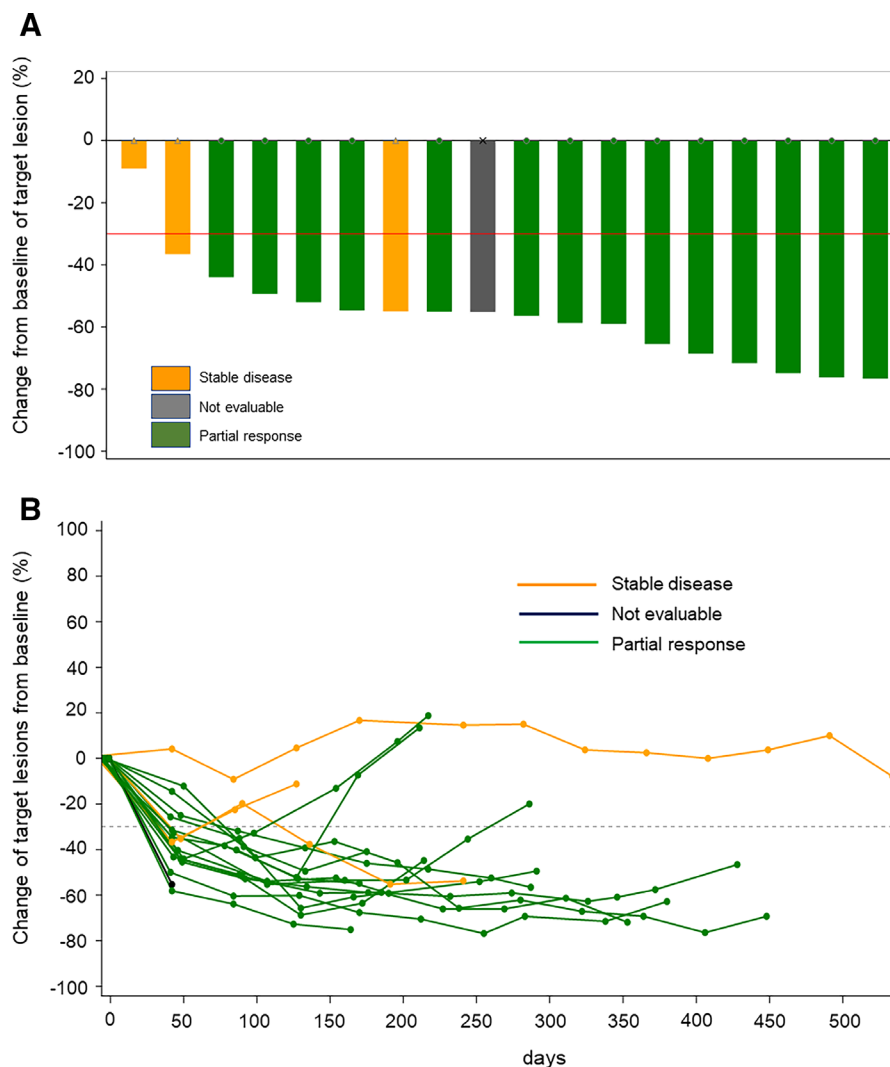 A
Change from baseline of target lesion (%)
20
0
-20
-40
-60
-80
-100
Stable disease
Not evaluable
Partial response
B
Change of target lesions from baseline (%)
100
80
60
40
20
0
-20
-40
-60
-80
-100
Stable disease
Not evaluable
Partial response
0 50 100 150 200 250 300 350 400 450 500
days